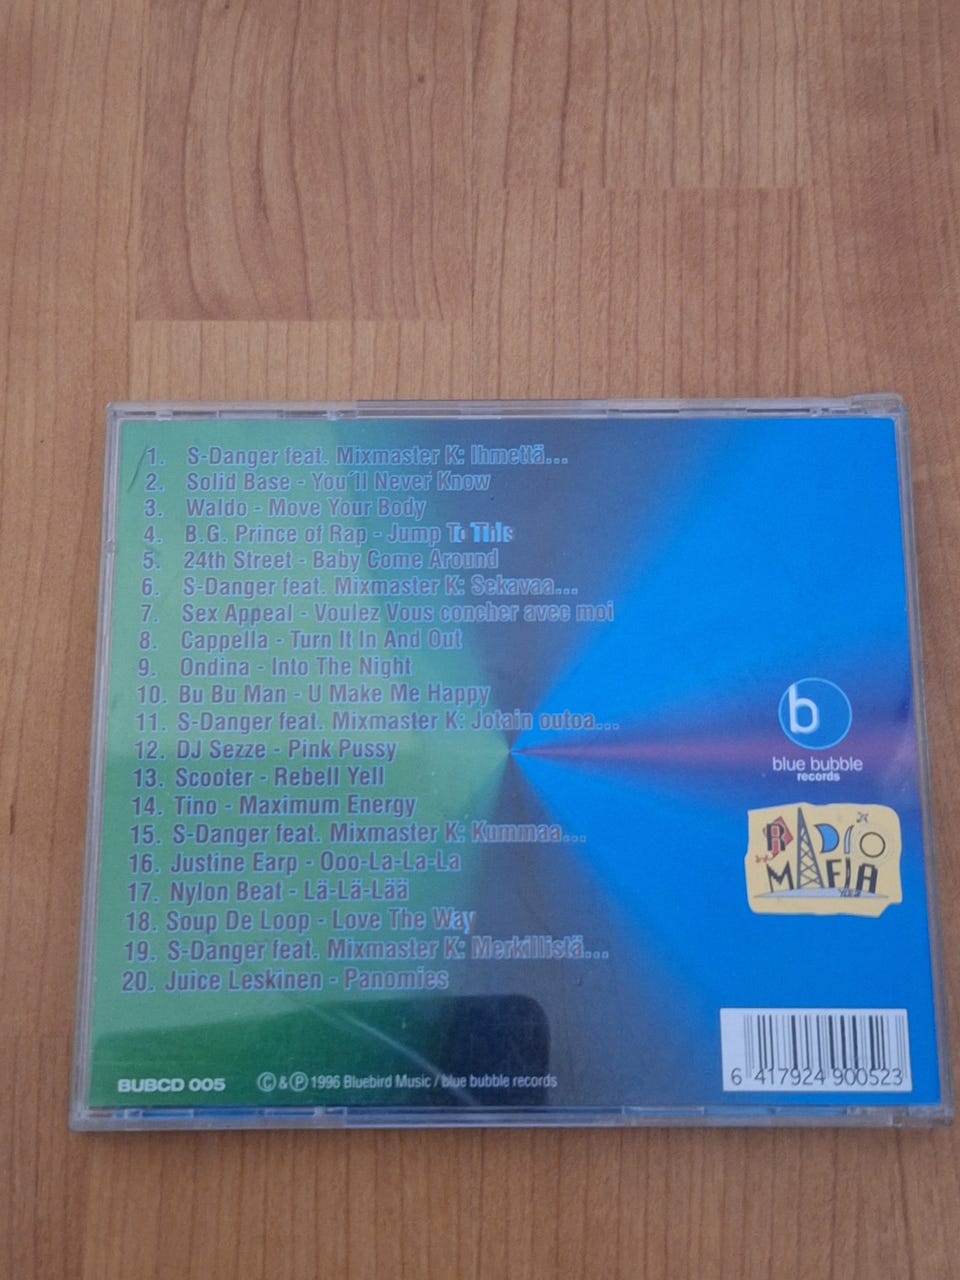 1. S-Danger feat. Mixmaster K: Ihmettä...
2. Solid Base - You´ll Never Know
3. Waldo - Move Your Body
4. B.G. Prince of Rap - Jump To This
5. 24th Street - Baby Come Around
6. S-Danger feat. Mixmaster K: Sekavaa...
7. Sex Appeal - Voulez Vous concher avec moi
8. Cappella - Turn It In And Out
9. Ondina - Into The Night
10. Bu Bu Man - U Make Me Happy
11. S-Danger feat. Mixmaster K: Jotain outoa...
12. DJ Sezze - Pink Pussy
13. Scooter - Rebell Yell
14. Tino - Maximum Energy
15. S-Danger feat. Mixmaster K: Kummaa...
16. Justine Earp - Ooo-La-La-La
17. Nylon Beat - Lä-Lä-Lää
18. Soup De Loop - Love The Way
19. S-Danger feat. Mixmaster K: Merkillistä...
20. Juice Leskinen - Panomies
b
blue bubble
records
RADIO
MAFIA
BUBCD 005
© & ℗ 1996 Bluebird Music / blue bubble records
6 417924 900523